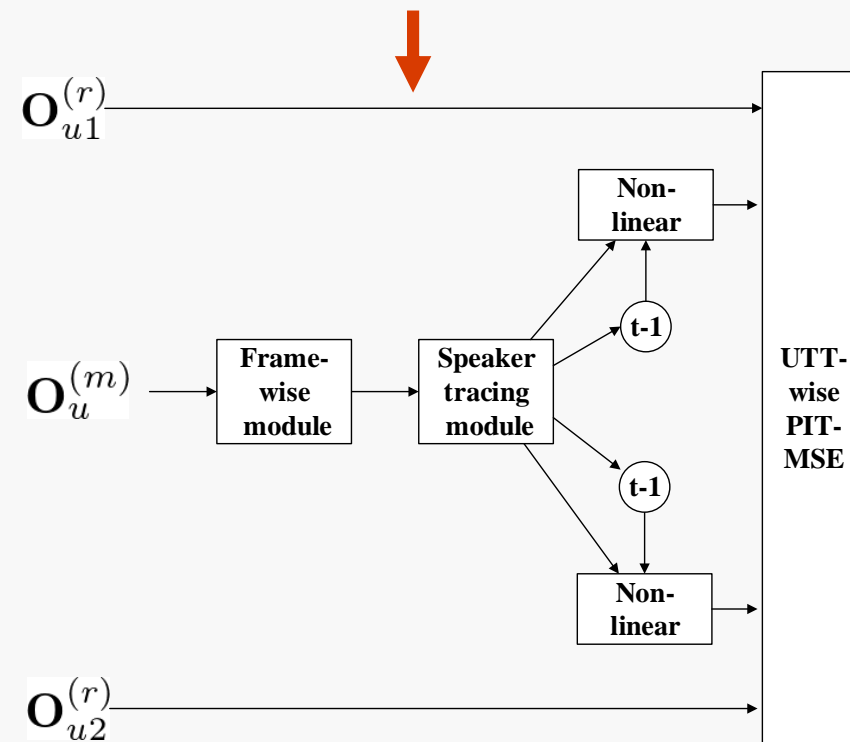 O_{u1}^{(r)}
Non-
linear
t-1
O_u^{(m)}
Frame-
wise
module
Speaker
tracing
module
UTT-
wise
PIT-
MSE
t-1
Non-
linear
O_{u2}^{(r)}